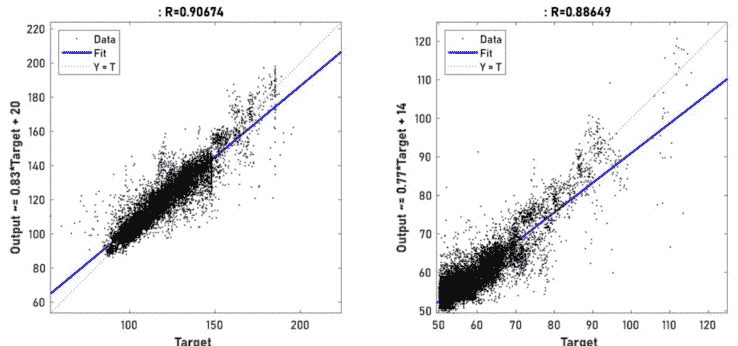 : R=0.90674
Output ~= 0.83*Target + 20
220
200
180
160
140
120
100
80
60
Data
Fit
Y = T
100
150
200
Target
: R=0.88649
Output ~= 0.77*Target + 14
120
110
100
90
80
70
60
50
Data
Fit
Y = T
50
60
70
80
90
100
110
120
Target